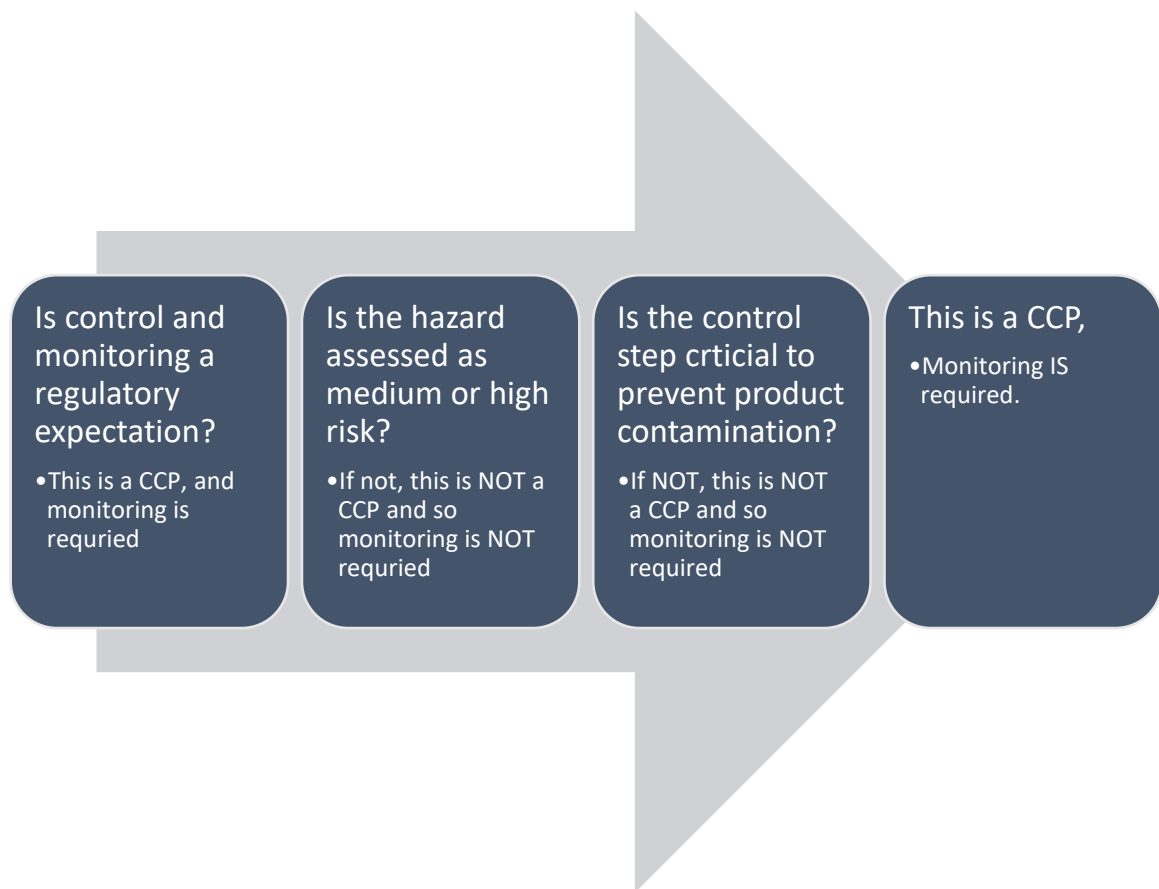 Is control and
monitoring a
regulatory
expectation?
•This is a CCP, and
monitoring is
requried
Is the hazard
assessed as
medium or high
risk?
•If not, this is NOT a
CCP and so
monitoring is NOT
requried
Is the control
step crticial to
prevent product
contamination?
•If NOT, this is NOT
a CCP and so
monitoring is NOT
required
This is a CCP,
•Monitoring IS
required.